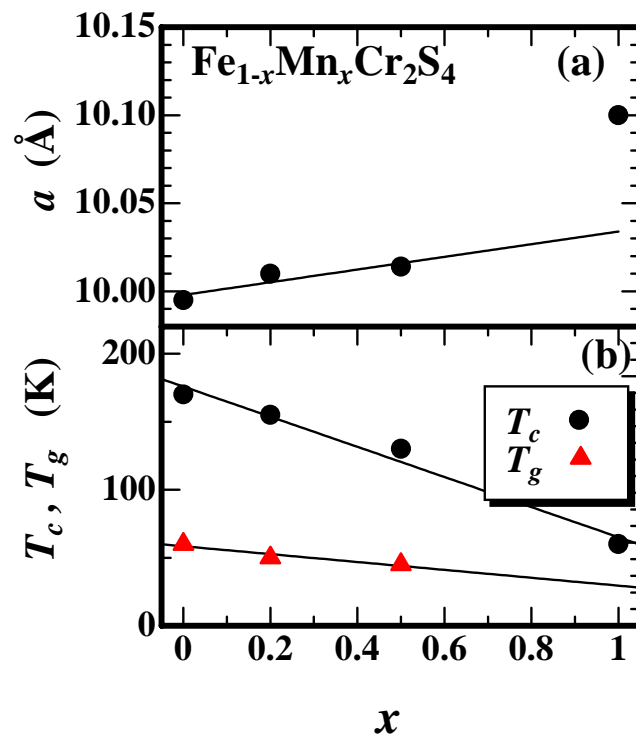 10.15
Fe1-xMnxCr2S4 (a)
10.10
10.05
10.00
a (Å)
(b)
200
100
0
Tc, Tg (K)
Tc
Tg
0 0.2 0.4 0.6 0.8 1
x